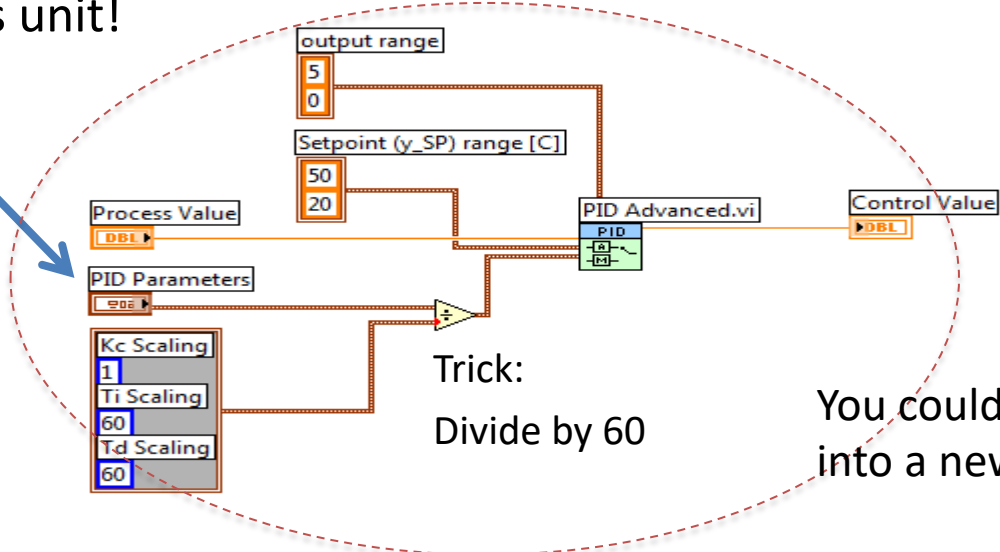 s unit!
output range
5
0
Setpoint (y_SP) range [C]
50
20
Process Value
DBL
PID Advanced.vi
PID
A
M
Control Value
DBL
PID Parameters
Kc Scaling
1
Ti Scaling
60
Td Scaling
60
÷
Trick:
Divide by 60
You could
into a new